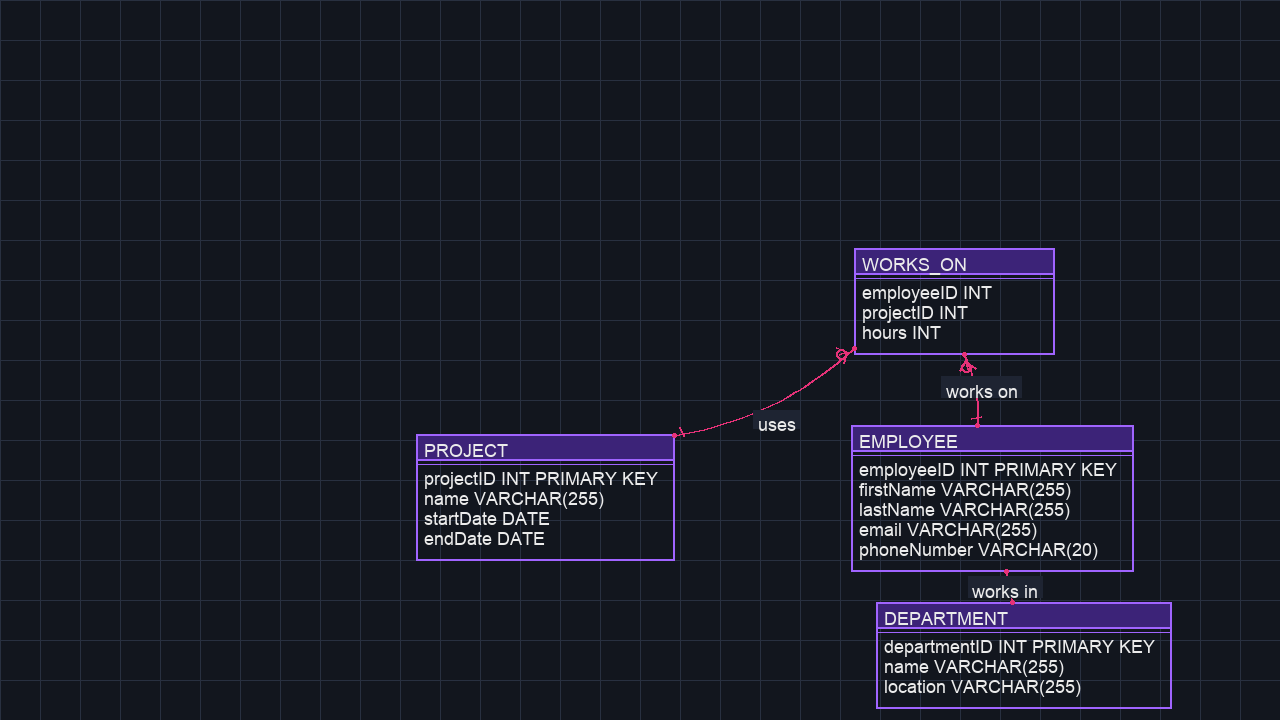 WORKS_ON
employeeID INT
projectID INT
hours INT
works on
uses
PROJECT
projectID INT PRIMARY KEY
name VARCHAR(255)
startDate DATE
endDate DATE
EMPLOYEE
employeeID INT PRIMARY KEY
firstName VARCHAR(255)
lastName VARCHAR(255)
email VARCHAR(255)
phoneNumber VARCHAR(20)
works in
DEPARTMENT
departmentID INT PRIMARY KEY
name VARCHAR(255)
location VARCHAR(255)